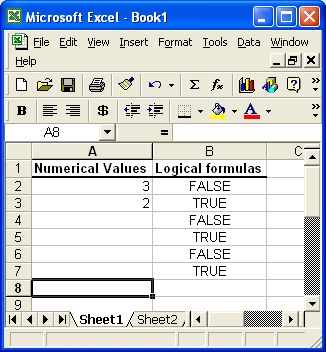 Microsoft Excel - Book1
File Edit View Insert Format Tools Data Window
Help
Σ fx ?
B $ A
A8 =
A B C
1 Numerical Values Logical formulas
2 3 FALSE
3 2 TRUE
4 FALSE
5 TRUE
6 FALSE
7 TRUE
8
9
Sheet1 Sheet2